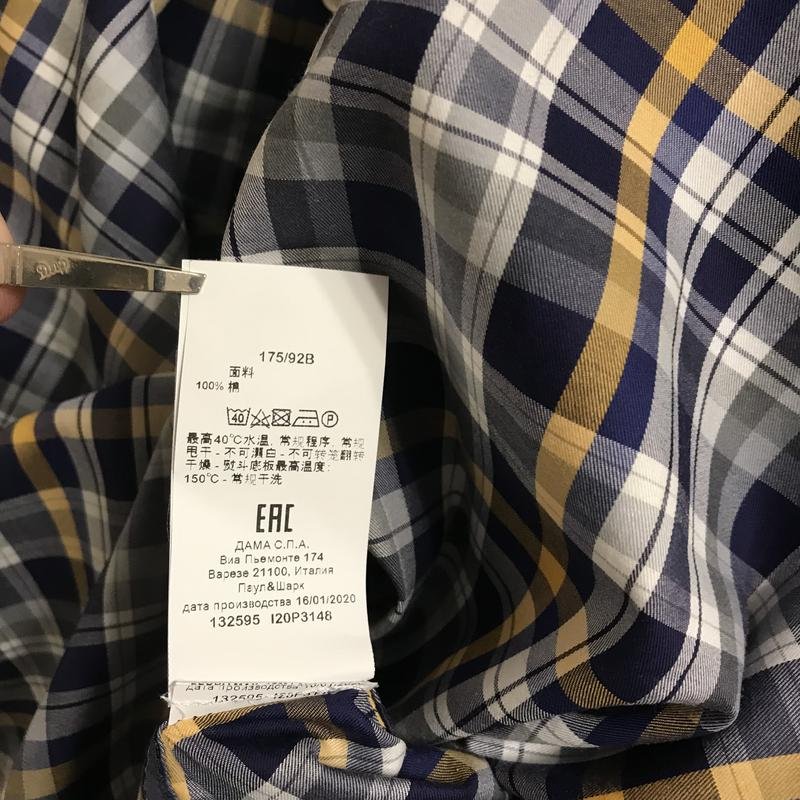 175/92B
面料
100% 棉
40 P
最高40℃水温, 常规程序, 常规
甩干 - 不可漂白 - 不可转笼翻转
干燥 - 熨斗底板最高温度:
150℃ - 常规干洗
EAC
ДАМА С.П.А.
Виа Пьемонте 174
Варезе 21100, Италия
Паул&Шарк
дата производства 16/01/2020
132595 I20P3148
дата производства
132595